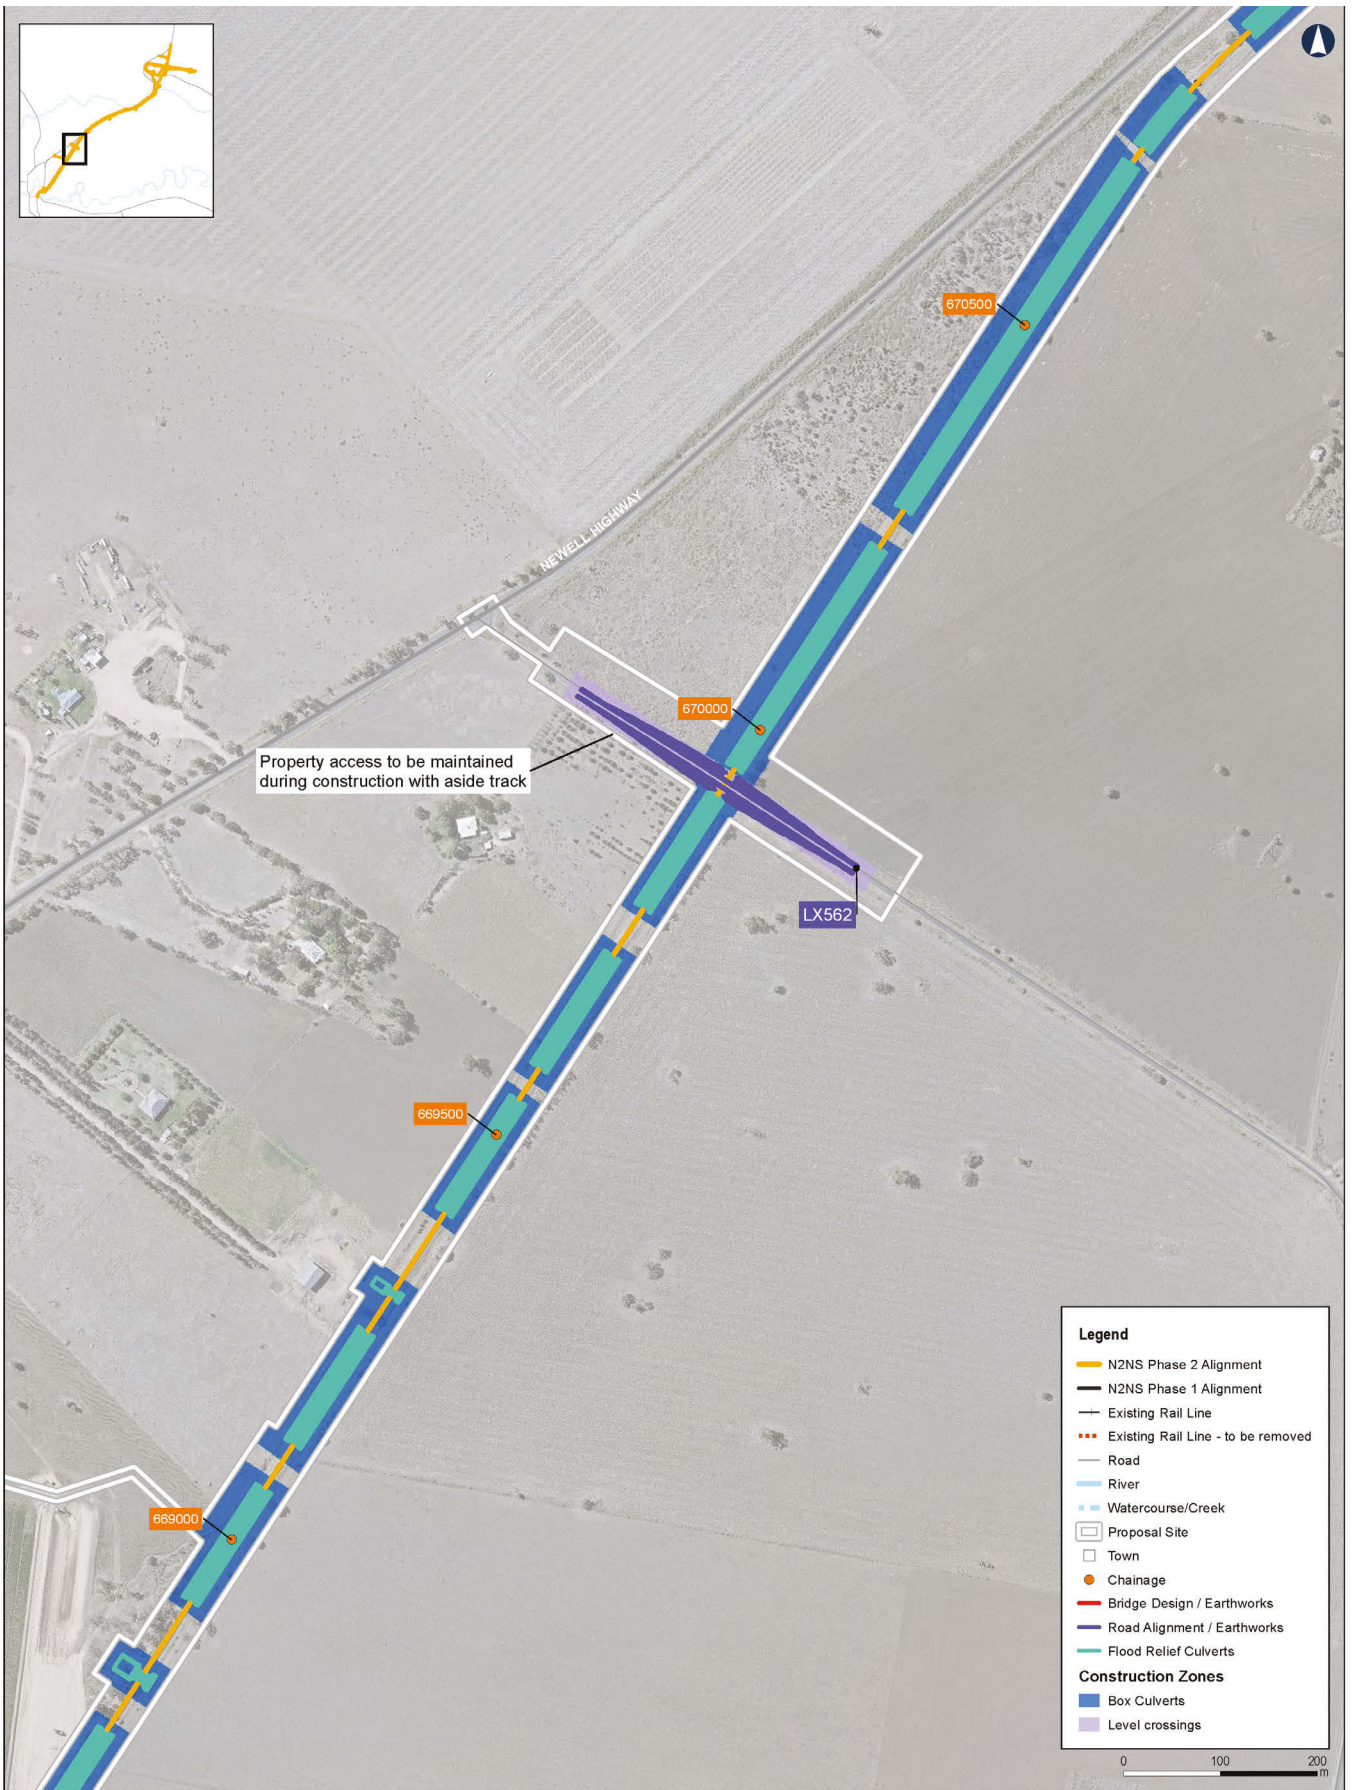 670500
NEWELL HIGHWAY
670000
Property access to be maintained
during construction with aside track
LX562
669500
669000
Legend
N2NS Phase 2 Alignment
N2NS Phase 1 Alignment
Existing Rail Line
Existing Rail Line - to be removed
Road
River
Watercourse/Creek
Proposal Site
Town
Chainage
Bridge Design / Earthworks
Road Alignment / Earthworks
Flood Relief Culverts
Construction Zones
Box Culverts
Level crossings
0 100 200
m